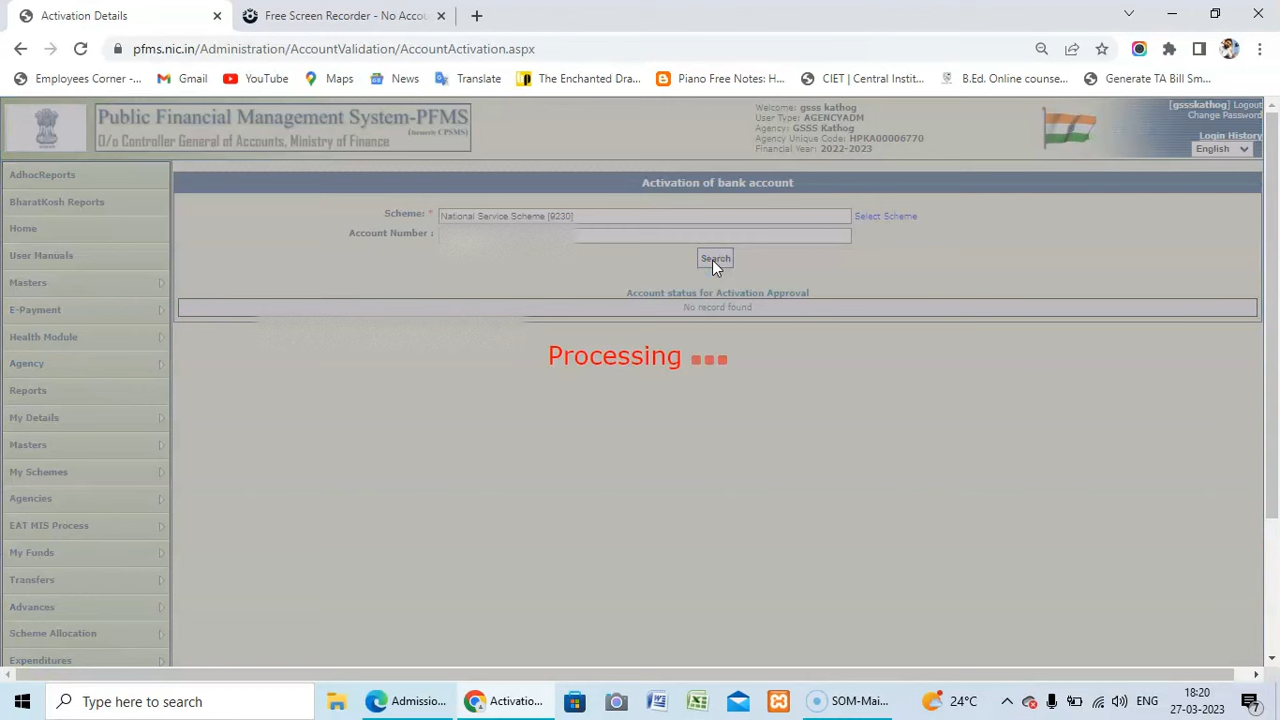 Activation Details
Free Screen Recorder - No Accou
pfms.nic.in/Administration/AccountValidation/AccountActivation.aspx
Employees Corner -...
Gmail
YouTube
Maps
News
Translate
The Enchanted Dra...
Piano Free Notes: H...
CIET | Central Instit...
B.Ed. Online counse...
Generate TA Bill Sm...
Public Financial Management System-PFMS
(formerly CPSMS)
O/o Controller General of Accounts, Ministry of Finance
Welcome: gsss kathog
User Type: AGENCYADM
Agency: GSSS Kathog
Agency Unique Code: HPKA00006770
Financial Year: 2022-2023
[gssskathog] Logout
Change Password
Login History
English
AdhocReports
BharatKosh Reports
Home
User Manuals
Masters
E-Payment
Health Module
Agency
Reports
My Details
Masters
My Schemes
Agencies
EAT MIS Process
My Funds
Transfers
Advances
Scheme Allocation
Expenditures
Activation of bank account
Scheme: * National Service Scheme [9230] Select Scheme
Account Number :
Search
Account status for Activation Approval
No record found
Processing
Type here to search
Admissio...
Activatio...
SOM-Mai...
24°C
ENG
18:20
27-03-2023
7